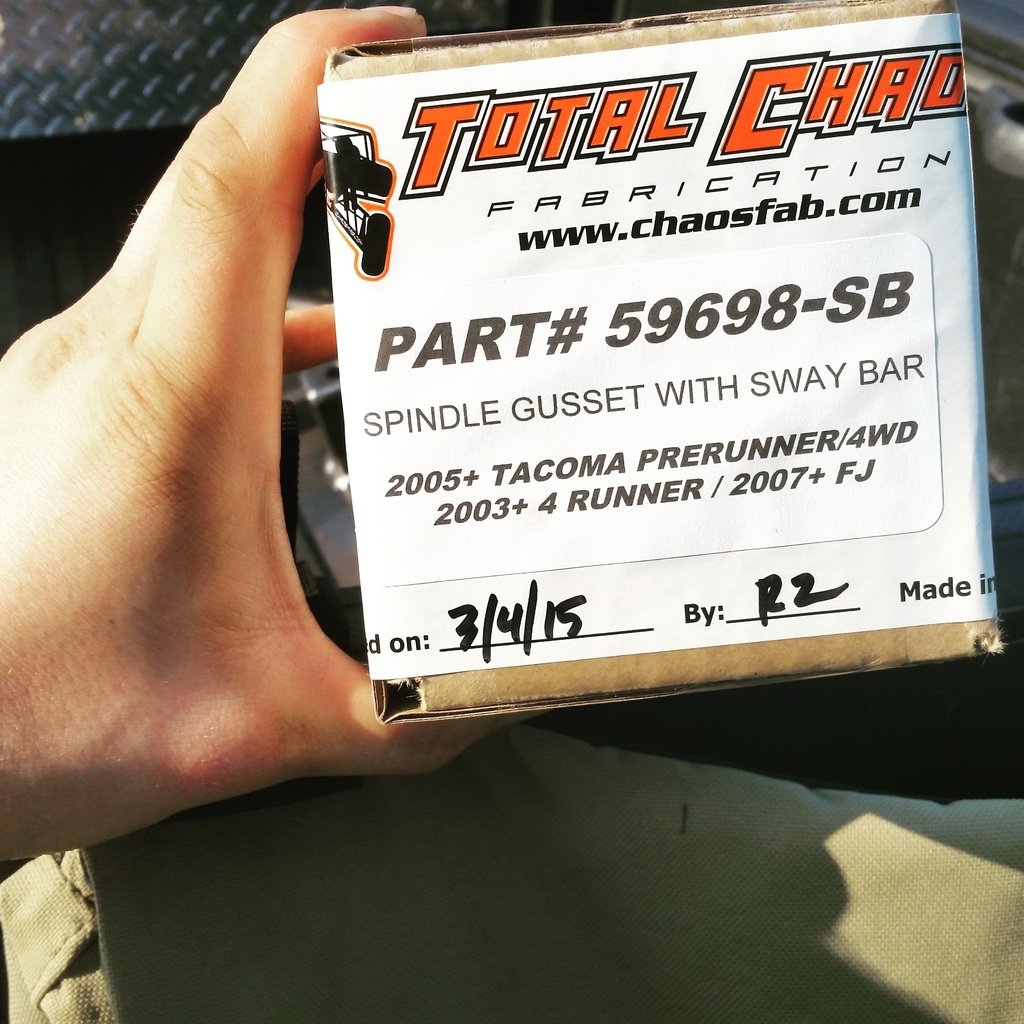 TOTAL CHAO
FABRICATION
www.chaosfab.com
PART# 59698-SB
SPINDLE GUSSET WITH SWAY BAR
2005+ TACOMA PRERUNNER/4WD
2003+ 4 RUNNER / 2007+ FJ
d on: 3/4/15 By: RZ Made in